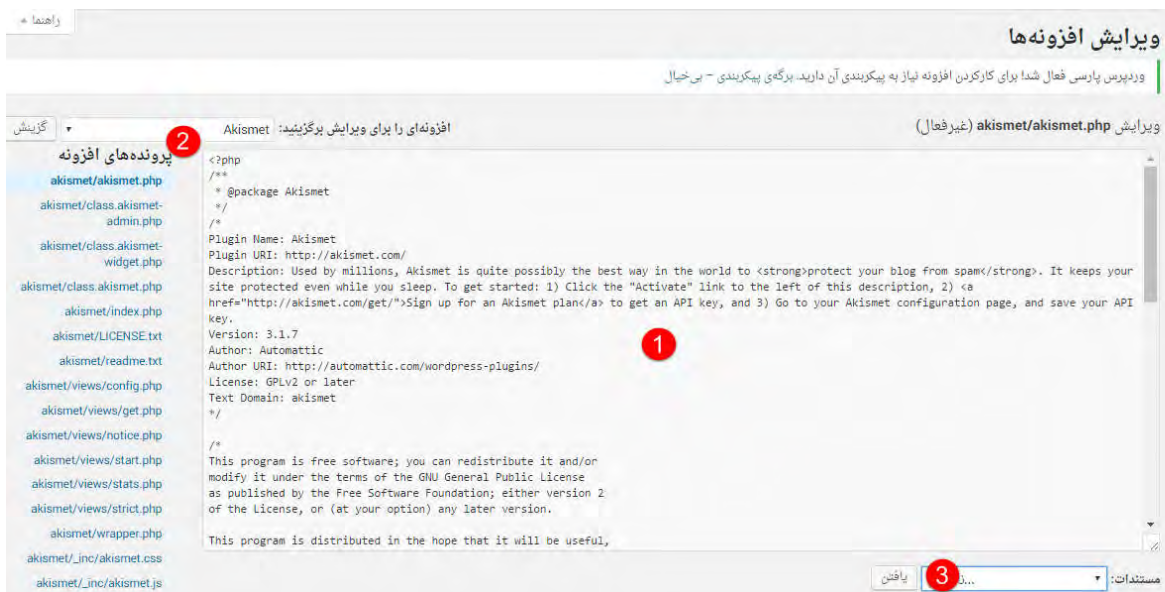 راهنما
ویرایش افزونه‌ها
وردپرس پارسی فعال شد! برای کارکردن افزونه نیاز به پیکربندی آن دارید. برگه‌ی پیکربندی – بی‌خیال
ویرایش akismet/akismet.php (غیرفعال)
افزونه‌ای را برای ویرایش برگزینید: Akismet گزینش
2
پرونده‌های افزونه
akismet/akismet.php
akismet/class.akismet-
admin.php
akismet/class.akismet-
widget.php
akismet/class.akismet.php
akismet/index.php
akismet/LICENSE.txt
akismet/readme.txt
akismet/views/config.php
akismet/views/get.php
akismet/views/notice.php
akismet/views/start.php
akismet/views/stats.php
akismet/views/strict.php
akismet/wrapper.php
akismet/_inc/akismet.css
akismet/_inc/akismet.js
<?php
/**
* @package Akismet
*/
/*
Plugin Name: Akismet
Plugin URI: http://akismet.com/
Description: Used by millions, Akismet is quite possibly the best way in the world to <strong>protect your blog from spam</strong>. It keeps your
site protected even while you sleep. To get started: 1) Click the "Activate" link to the left of this description, 2) <a
href="http://akismet.com/get/">Sign up for an Akismet plan</a> to get an API key, and 3) Go to your Akismet configuration page, and save your API
key.
Version: 3.1.7
Author: Automattic
Author URI: http://automattic.com/wordpress-plugins/
License: GPLv2 or later
Text Domain: akismet
*/
1
/*
This program is free software; you can redistribute it and/or
modify it under the terms of the GNU General Public License
as published by the Free Software Foundation; either version 2
of the License, or (at your option) any later version.
This program is distributed in the hope that it will be useful,
مستندات: 3 یافتن